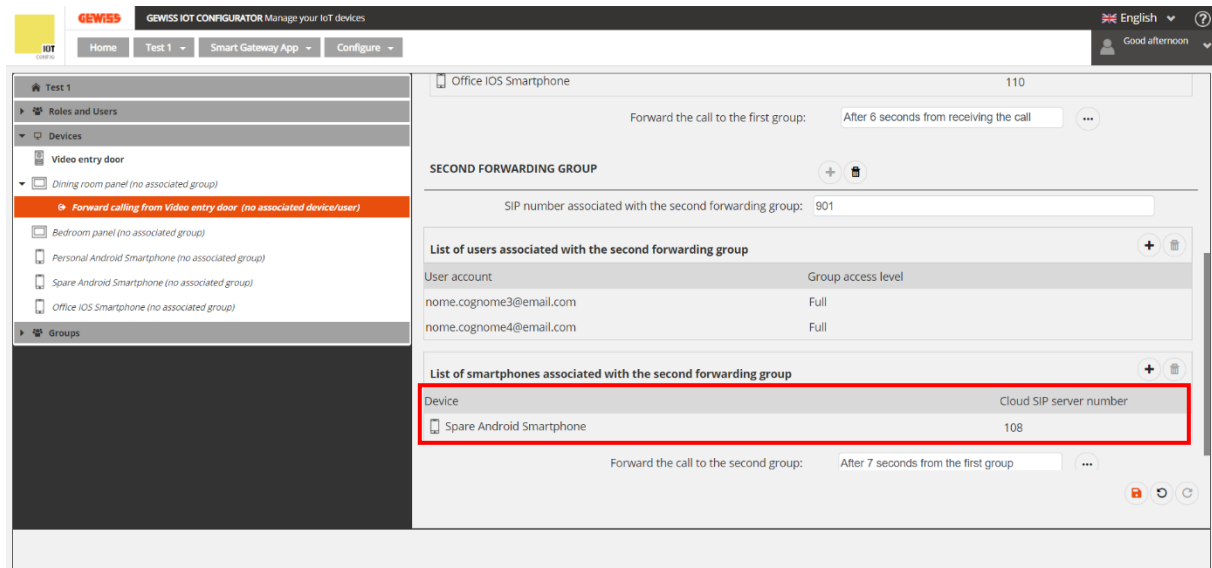 GEWISS GEWISS IOT CONFIGURATOR Manage your IoT devices English ?
IOT
CONFIG
Home Test 1 Smart Gateway App Configure Good afternoon
Test 1
Roles and Users
Devices
Video entry door
Dining room panel (no associated group)
Forward calling from Video entry door (no associated device/user)
Bedroom panel (no associated group)
Personal Android Smartphone (no associated group)
Spare Android Smartphone (no associated group)
Office IOS Smartphone (no associated group)
Groups
Office IOS Smartphone 110
Forward the call to the first group: After 6 seconds from receiving the call ...
SECOND FORWARDING GROUP
SIP number associated with the second forwarding group: 901
List of users associated with the second forwarding group
User account Group access level
nome.cognome3@email.com Full
nome.cognome4@email.com Full
List of smartphones associated with the second forwarding group
Device Cloud SIP server number
Spare Android Smartphone 108
Forward the call to the second group: After 7 seconds from the first group ...